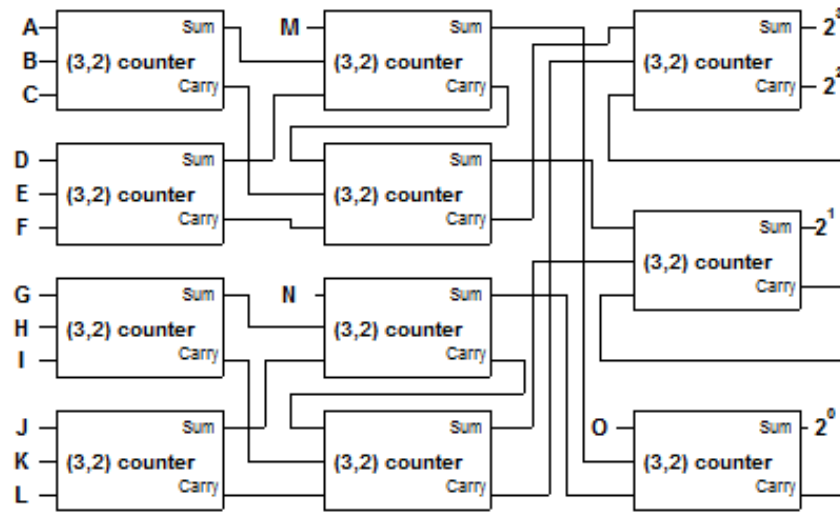 A Sum M Sum Sum 2³
B (3,2) counter (3,2) counter (3,2) counter
C Carry Carry Carry 2²
D Sum Sum
E (3,2) counter (3,2) counter
F Carry Carry
Sum 2¹
(3,2) counter
Carry
G Sum N Sum
H (3,2) counter (3,2) counter
I Carry Carry
J Sum Sum O Sum 2⁰
K (3,2) counter (3,2) counter (3,2) counter
L Carry Carry Carry